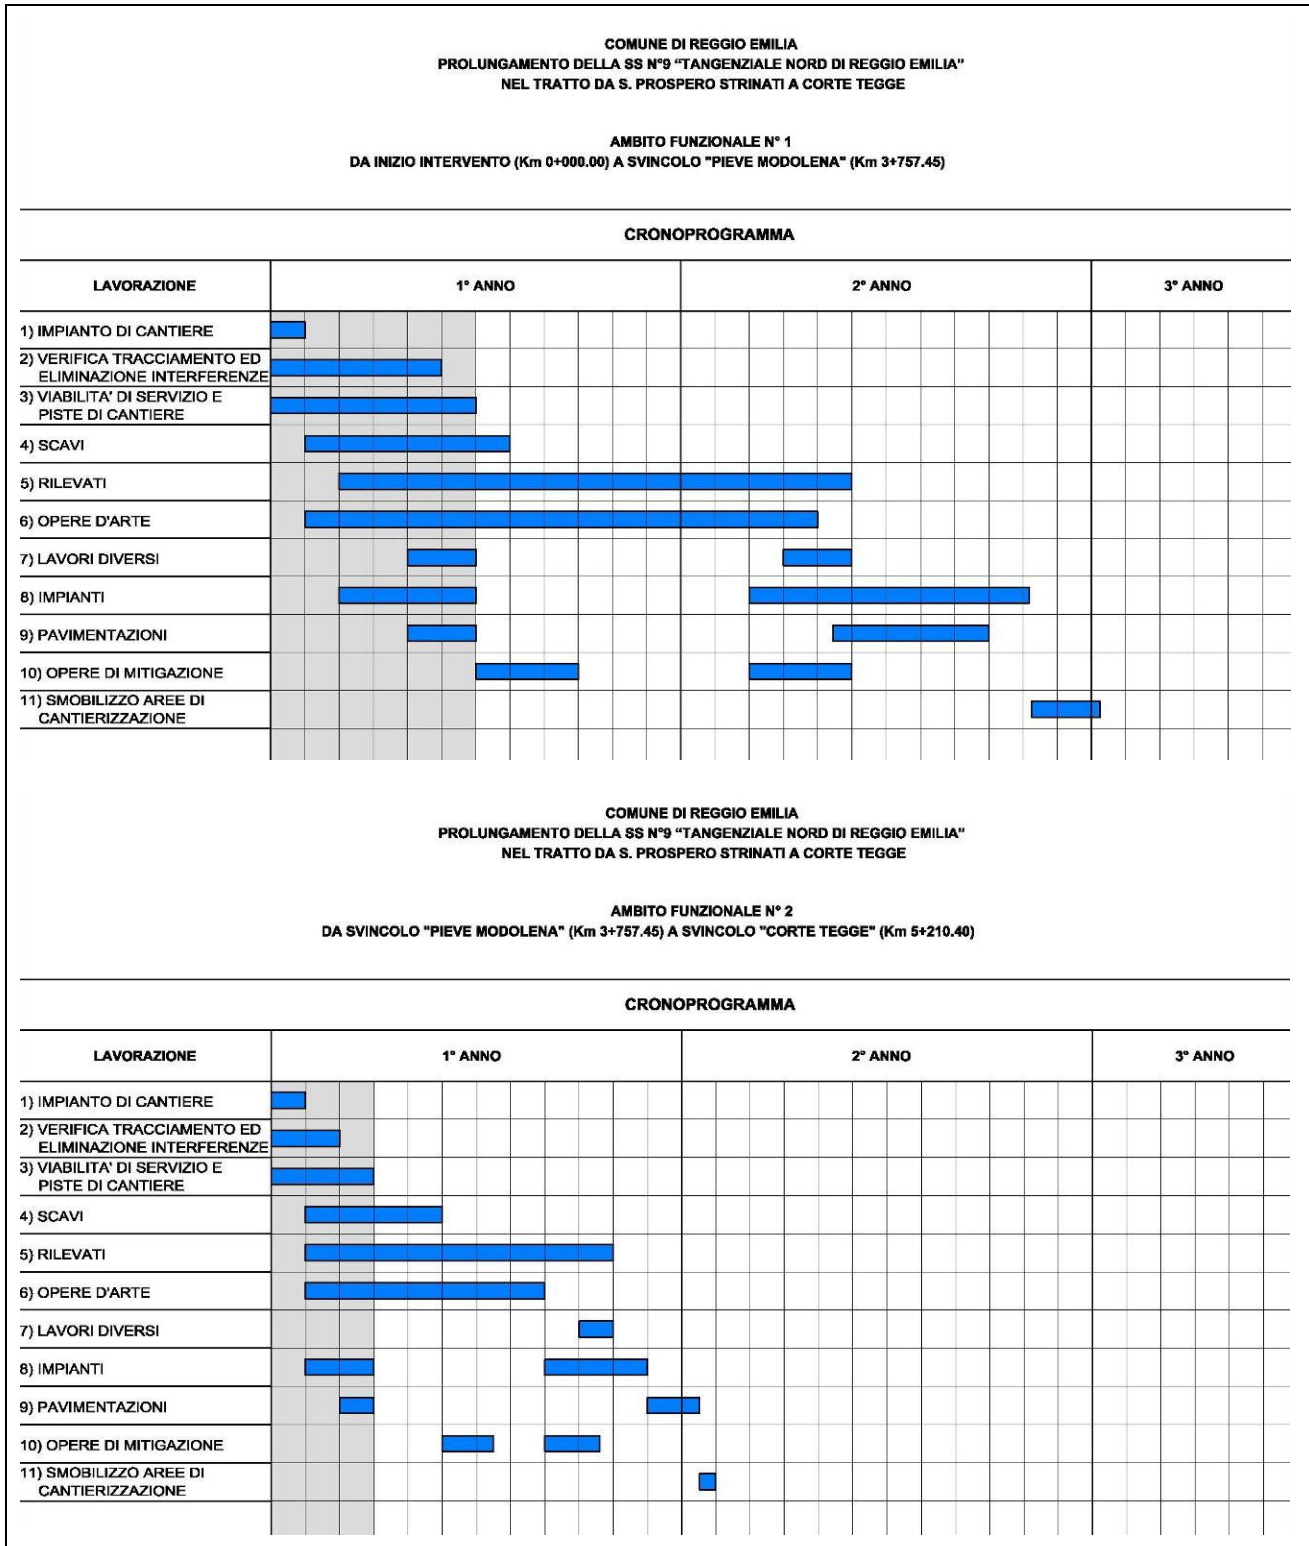 COMUNE DI REGGIO EMILIA
PROLUNGAMENTO DELLA SS N°9 “TANGENZIALE NORD DI REGGIO EMILIA”
NEL TRATTO DA S. PROSPERO STRINATI A CORTE TEGGE
AMBITO FUNZIONALE N° 1
DA INIZIO INTERVENTO (Km 0+000.00) A SVINCOLO "PIEVE MODOLENA" (Km 3+757.45)
CRONOPROGRAMMA
LAVORAZIONE 1° ANNO 2° ANNO 3° ANNO
1) IMPIANTO DI CANTIERE
2) VERIFICA TRACCIAMENTO ED
ELIMINAZIONE INTERFERENZE
3) VIABILITA' DI SERVIZIO E
PISTE DI CANTIERE
4) SCAVI
5) RILEVATI
6) OPERE D'ARTE
7) LAVORI DIVERSI
8) IMPIANTI
9) PAVIMENTAZIONI
10) OPERE DI MITIGAZIONE
11) SMOBILIZZO AREE DI
CANTIERIZZAZIONE
COMUNE DI REGGIO EMILIA
PROLUNGAMENTO DELLA SS N°9 “TANGENZIALE NORD DI REGGIO EMILIA”
NEL TRATTO DA S. PROSPERO STRINATI A CORTE TEGGE
AMBITO FUNZIONALE N° 2
DA SVINCOLO "PIEVE MODOLENA" (Km 3+757.45) A SVINCOLO "CORTE TEGGE" (Km 5+210.40)
CRONOPROGRAMMA
LAVORAZIONE 1° ANNO 2° ANNO 3° ANNO
1) IMPIANTO DI CANTIERE
2) VERIFICA TRACCIAMENTO ED
ELIMINAZIONE INTERFERENZE
3) VIABILITA' DI SERVIZIO E
PISTE DI CANTIERE
4) SCAVI
5) RILEVATI
6) OPERE D'ARTE
7) LAVORI DIVERSI
8) IMPIANTI
9) PAVIMENTAZIONI
10) OPERE DI MITIGAZIONE
11) SMOBILIZZO AREE DI
CANTIERIZZAZIONE